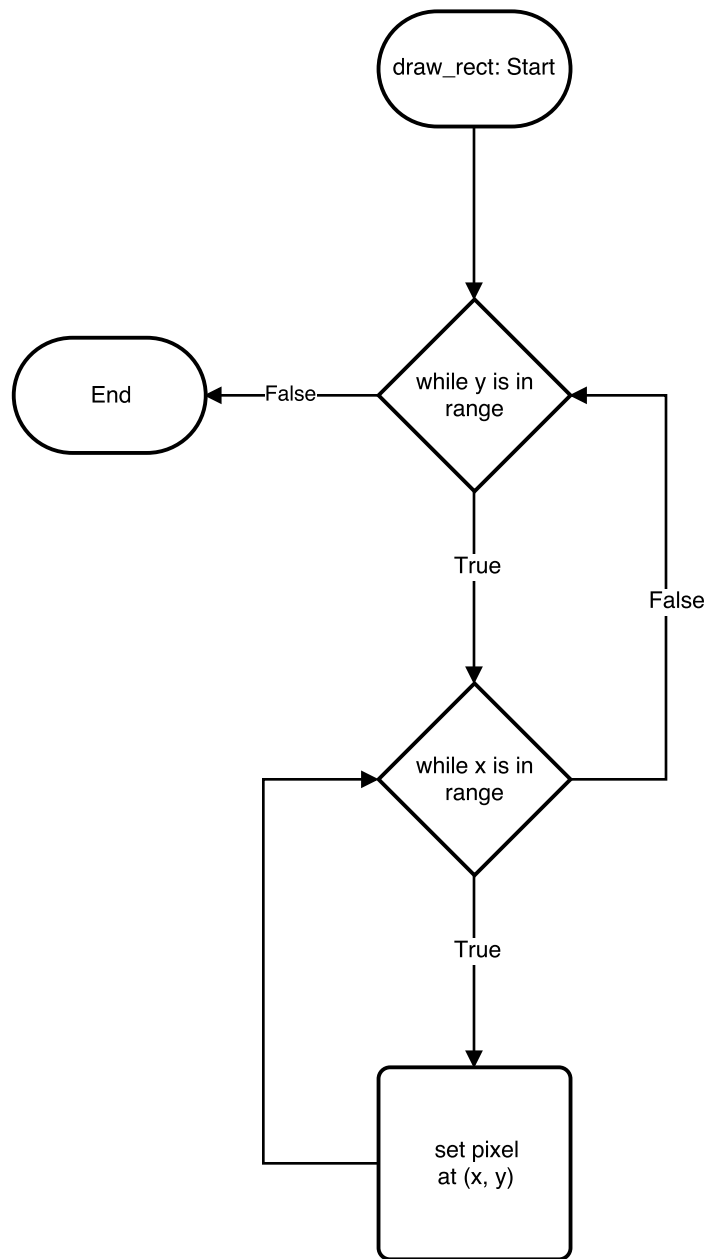 draw_rect: Start
while y is in
range
End
False
True
False
while x is in
range
True
set pixel
at (x, y)